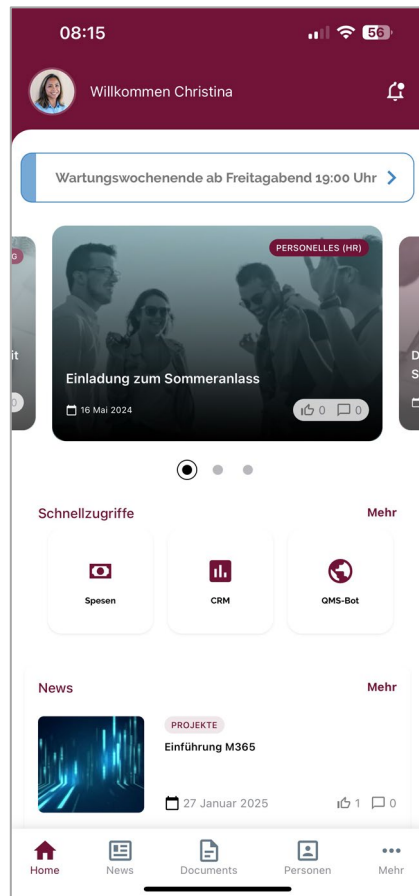 08:15
56
Willkommen Christina
Wartungswochenende ab Freitagabend 19:00 Uhr
G
PERSONELLES (HR)
it
D
Einladung zum Sommeranlass
S
16 Mai 2024
0 0
Schnellzugriffe Mehr
Spesen CRM QMS-Bot
News Mehr
PROJEKTE
Einführung M365
27 Januar 2025 1 0
Home News Documents Personen Mehr